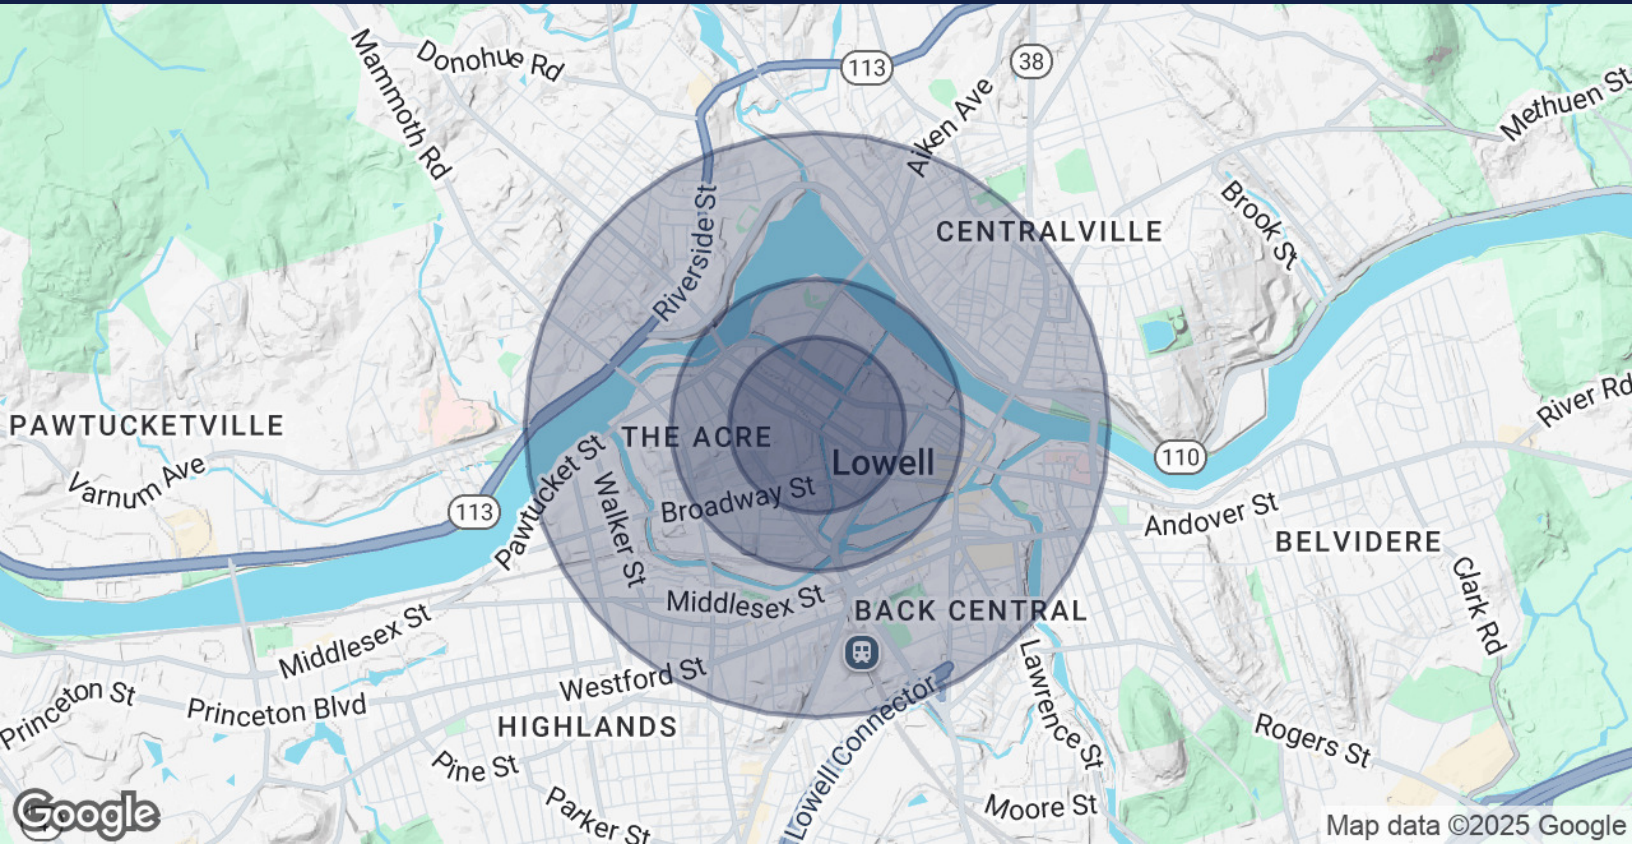 Donohue Rd
Mammoth Rd
113
38
Aiken Ave
Methuen St
Riverside St
CENTRALVILLE
Brook St
PAWTUCKETVILLE
THE ACRE
Lowell
River Rd
110
Varnum Ave
Pawtucket St
Walker St
Broadway St
113
Andover St
BELVIDERE
Clark Rd
Middlesex St
BACK CENTRAL
Middlesex St
Westford St
Lawrence St
Princeton St
Princeton Blvd
HIGHLANDS
Lowell Connector
Rogers St
Pine St
Parker St
Moore St
Google
Map data ©2025 Google